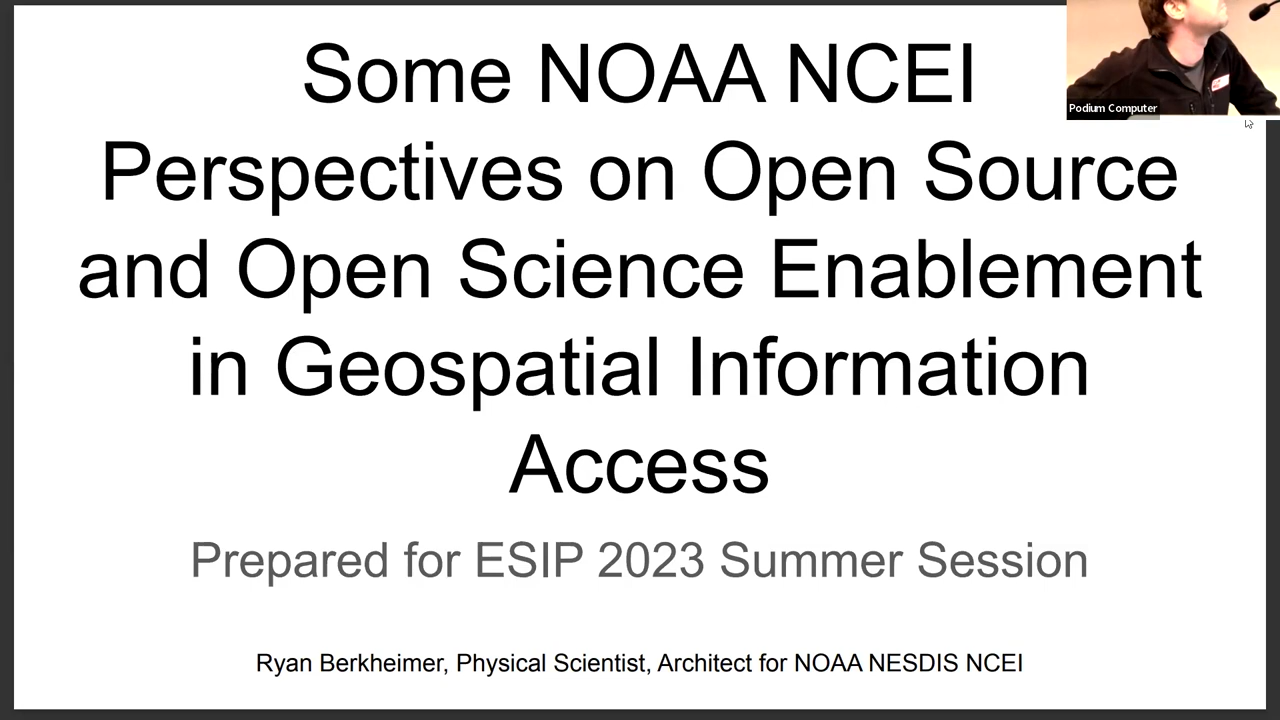 Some NOAA NCEI
Perspectives on Open Source
and Open Science Enablement
in Geospatial Information
Access
Prepared for ESIP 2023 Summer Session
Ryan Berkheimer, Physical Scientist, Architect for NOAA NESDIS NCEI
Podium Computer